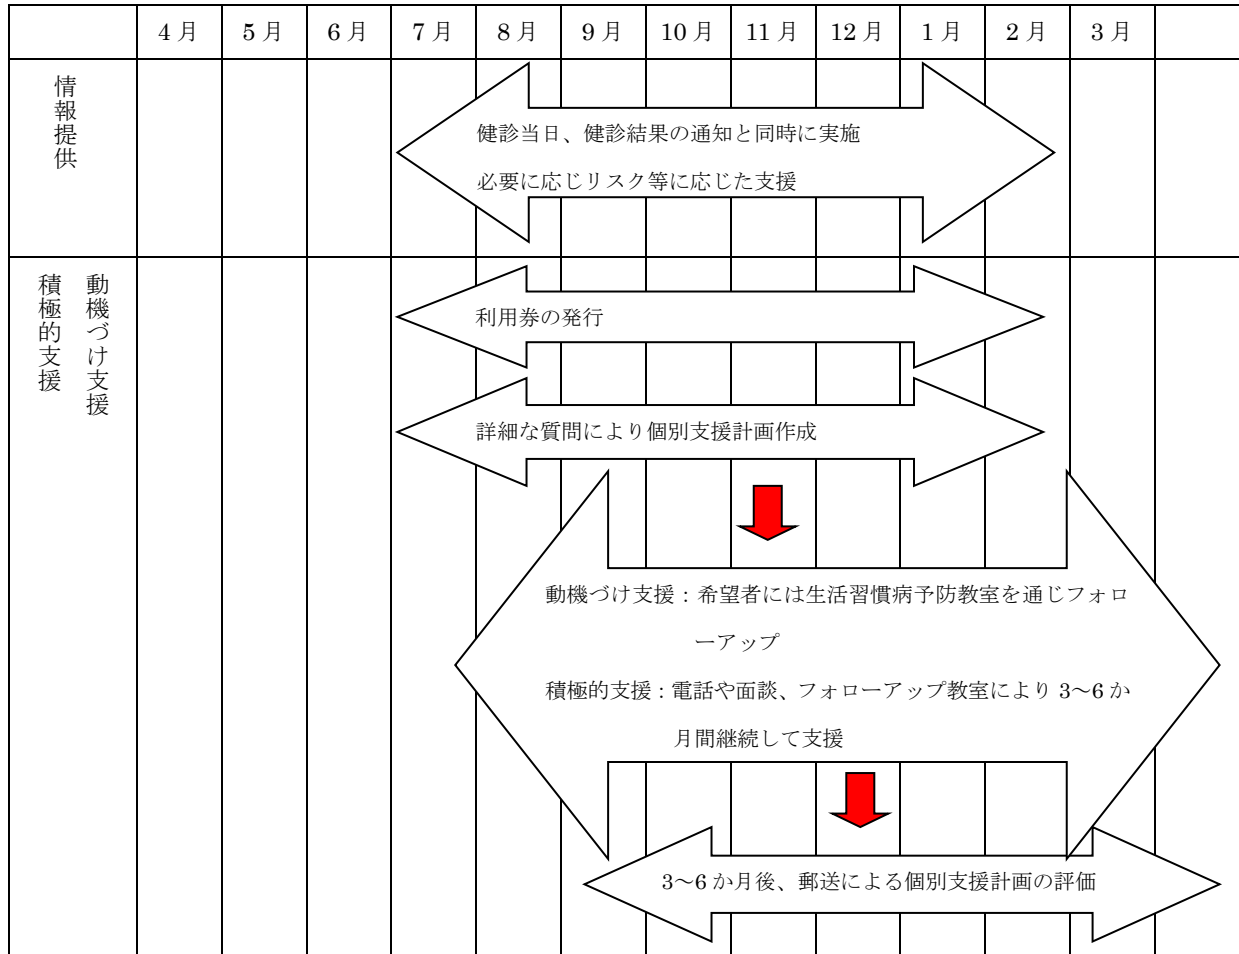 4月 5月 6月 7月 8月 9月 10月 11月 12月 1月 2月 3月
情報提供
健診当日、健診結果の通知と同時に実施
必要に応じリスク等に応じた支援
動機づけ支援
積極的支援
利用券の発行
詳細な質問により個別支援計画作成
動機づけ支援：希望者には生活習慣病予防教室を通じフォロ
ーアップ
積極的支援：電話や面談、フォローアップ教室により 3～6 か
月間継続して支援
3～6 か月後、郵送による個別支援計画の評価